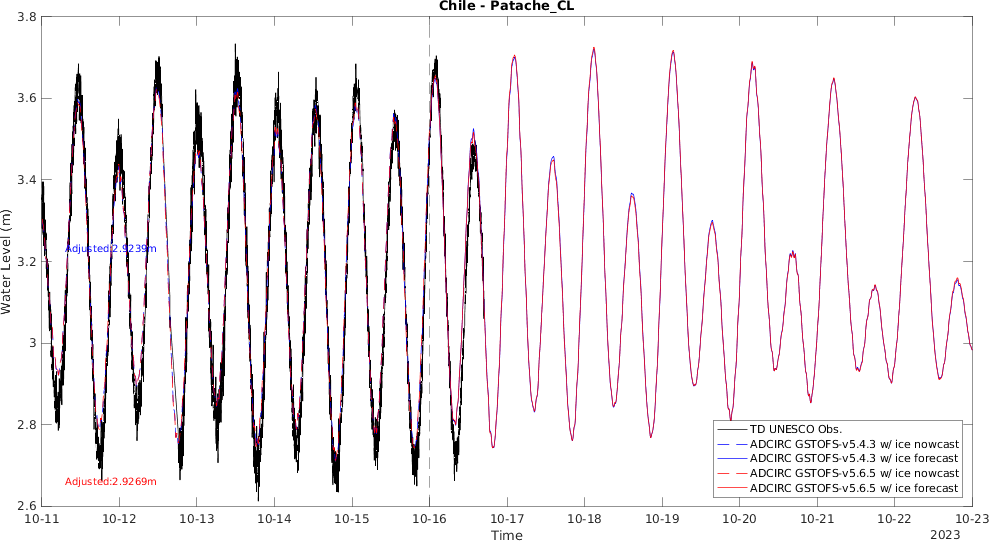 Chile - Patache_CL
3.8
3.6
3.4
3.2
3
2.8
2.6
Water Level (m)
Adjusted:2.9239m
Adjusted:2.9269m
TD UNESCO Obs.
ADCIRC GSTOFS-v5.4.3 w/ ice nowcast
ADCIRC GSTOFS-v5.4.3 w/ ice forecast
ADCIRC GSTOFS-v5.6.5 w/ ice nowcast
ADCIRC GSTOFS-v5.6.5 w/ ice forecast
10-11 10-12 10-13 10-14 10-15 10-16 10-17 10-18 10-19 10-20 10-21 10-22 10-23
Time
2023